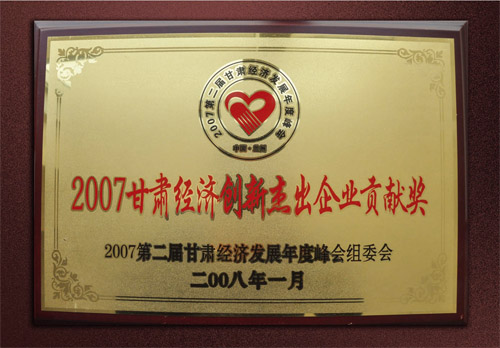 2007第二届甘肃经济发展年度峰会
中国·兰州
2007甘肃经济创新杰出企业贡献奖
2007第二届甘肃经济发展年度峰会组委会
二00八年一月